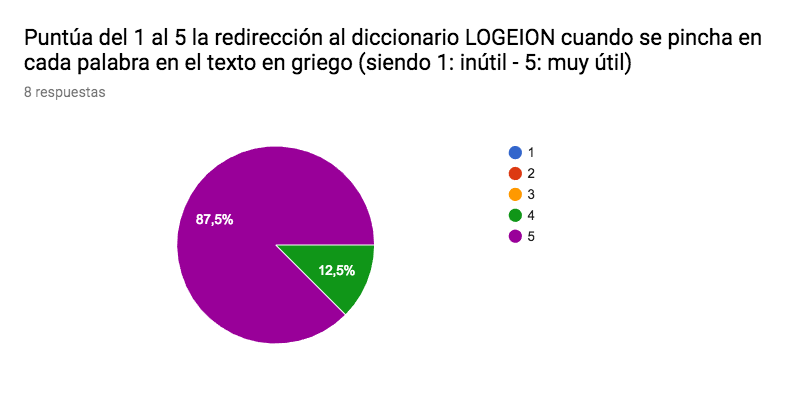 Puntúa del 1 al 5 la redirección al diccionario LOGEION cuando se pincha en
cada palabra en el texto en griego (siendo 1: inútil - 5: muy útil)
8 respuestas
87,5%
12,5%
1
2
3
4
5